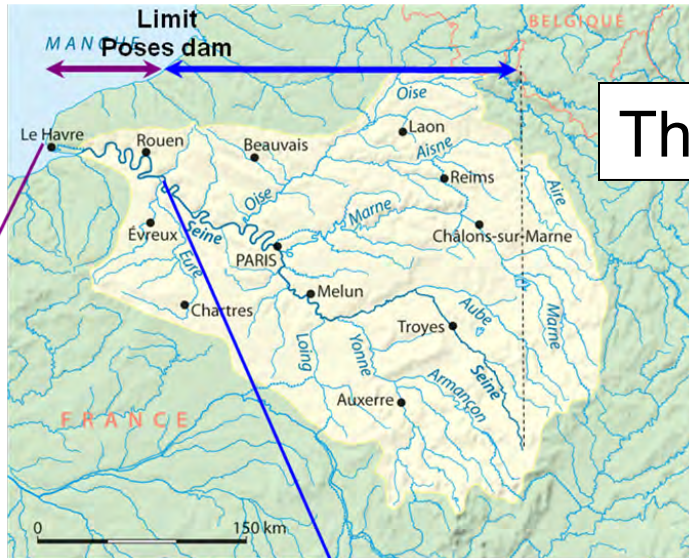 Limit
Poses dam
MANCHE
BELGIQUE
Th
Oise
Le Havre
Rouen
Beauvais
Laon
Aisne
Reims
Aire
Oise
Marne
Seine
Évreux
PARIS
Châlons-sur-Marne
Eure
Melun
Chartres
Aube
Marne
Troyes
Loing
Yonne
Seine
Armançon
Auxerre
FRANCE
0
150 km